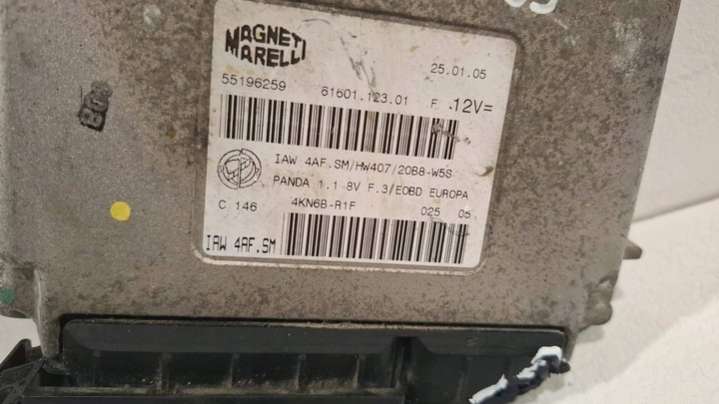 MAGNETI
MARELLI
25.01.05
55196259 61601.123.01 F .12V=
IAW 4AF.SM/HW407/20B8-W5S
PANDA 1.1 8V F.3/EOBD EUROPA
C 146 4KN6B-R1F 025 05
IAW 4AF.SM